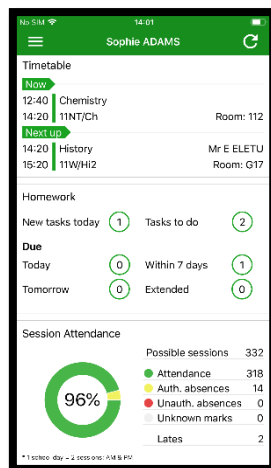 No SIM 14:01
Sophie ADAMS
Timetable
Now
12:40 Chemistry
14:20 11NT/Ch Room: 112
Next up
14:20 History Mr E ELETU
15:20 11W/Hi2 Room: G17
Homework
New tasks today 1 Tasks to do 2
Due
Today 0 Within 7 days 1
Tomorrow 0 Extended 0
Session Attendance
Possible sessions 332
Attendance 318
Auth. absences 14
Unauth. absences 0
Unknown marks 0
Lates 2
96%
* 1 school day = 2 sessions: AM & PM